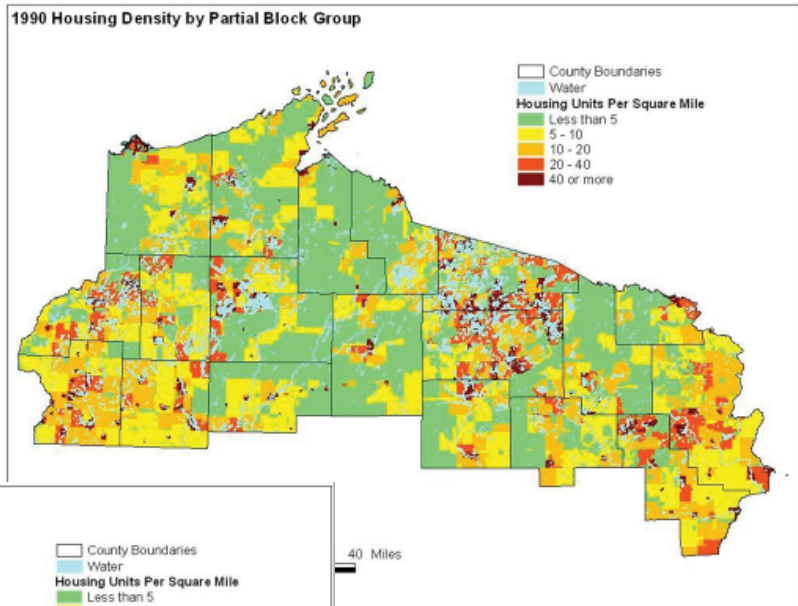 1990 Housing Density by Partial Block Group
County Boundaries
Water
Housing Units Per Square Mile
Less than 5
5 - 10
10 - 20
20 - 40
40 or more
40 Miles
County Boundaries
Water
Housing Units Per Square Mile
Less than 5